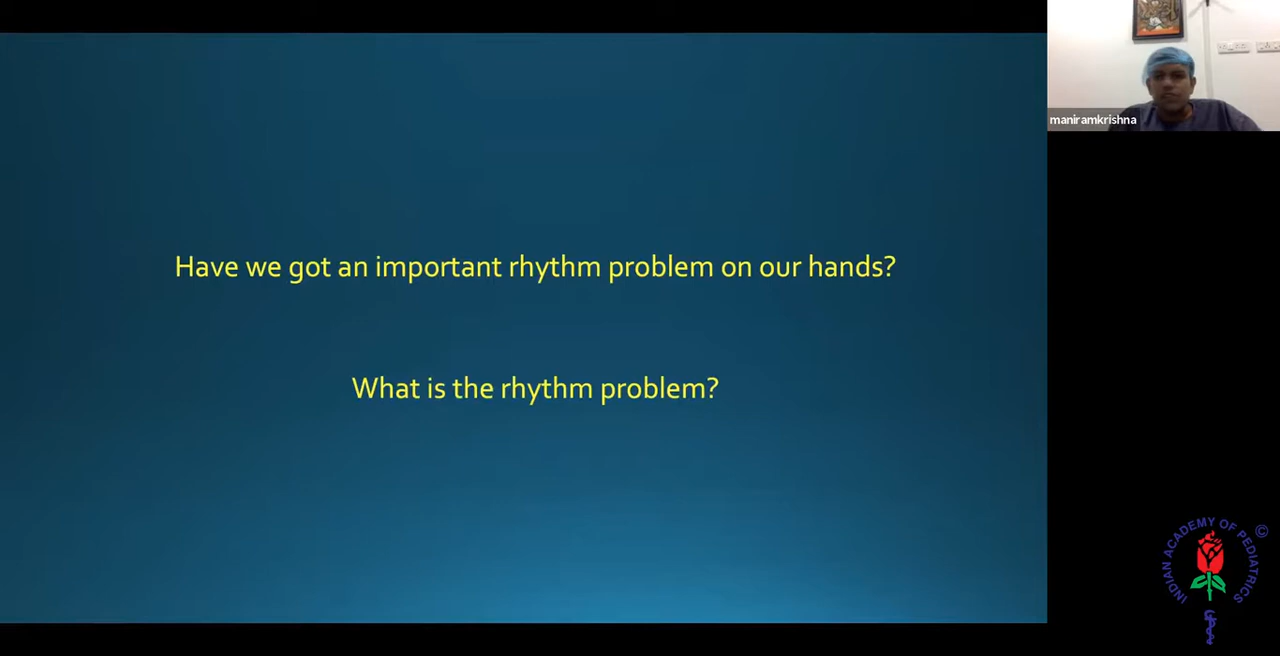 Have we got an important rhythm problem on our hands?
What is the rhythm problem?
maniramkrishna
INDIAN ACADEMY OF PEDIATRICS
©